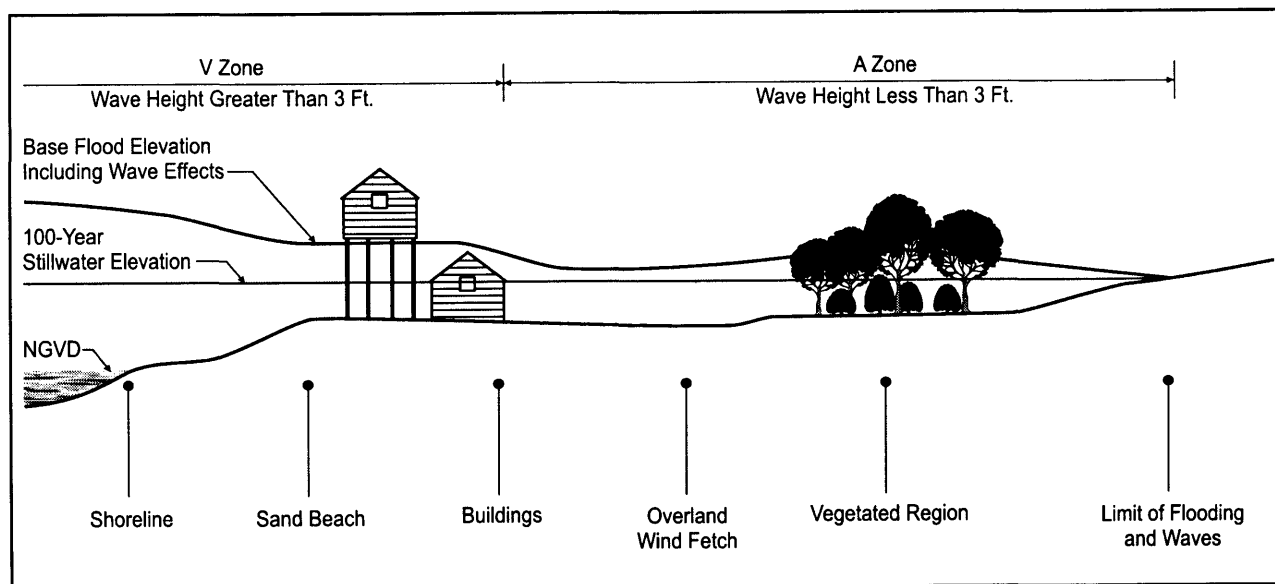 V Zone
Wave Height Greater Than 3 Ft.
A Zone
Wave Height Less Than 3 Ft.
Base Flood Elevation
Including Wave Effects
100-Year
Stillwater Elevation
NGVD
Shoreline
Sand Beach
Buildings
Overland
Wind Fetch
Vegetated Region
Limit of Flooding
and Waves